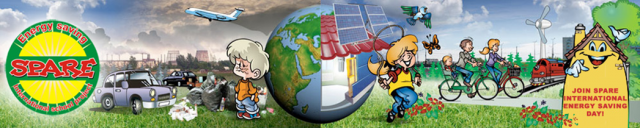 Energy saving
SPARE
International school project
JOIN SPARE
INTERNATIONAL
ENERGY SAVING
DAY!